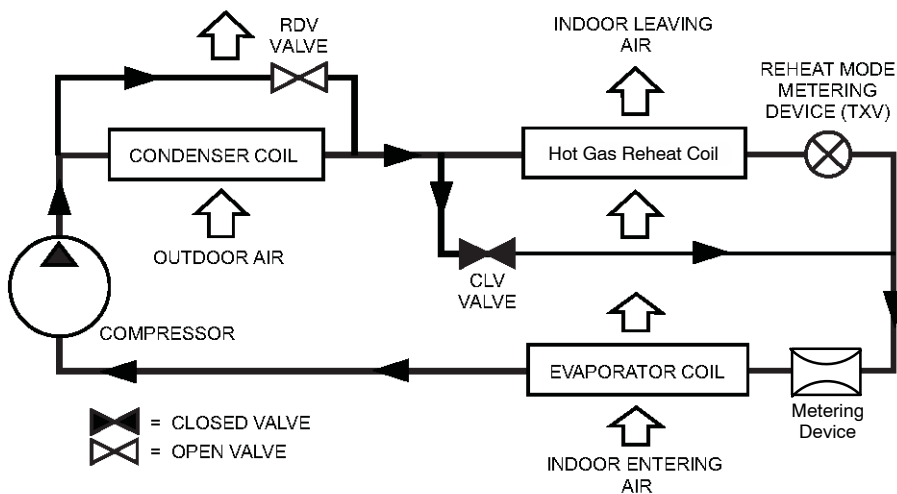 RDV
VALVE
INDOOR LEAVING
AIR
REHEAT MODE
METERING
DEVICE (TXV)
CONDENSER COIL
Hot Gas Reheat Coil
OUTDOOR AIR
CLV
VALVE
COMPRESSOR
EVAPORATOR COIL
Metering
Device
= CLOSED VALVE
= OPEN VALVE
INDOOR ENTERING
AIR